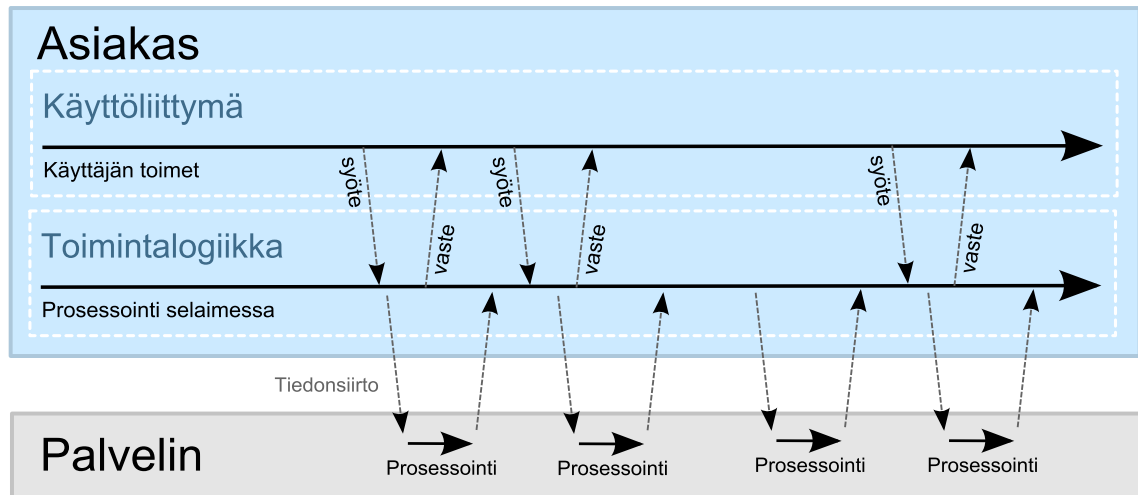 Asiakas
Käyttöliittymä
Käyttäjän toimet
syöte
vaste
syöte
vaste
syöte
vaste
Toimintalogiikka
Prosessointi selaimessa
Tiedonsiirto
Palvelin
Prosessointi
Prosessointi
Prosessointi
Prosessointi